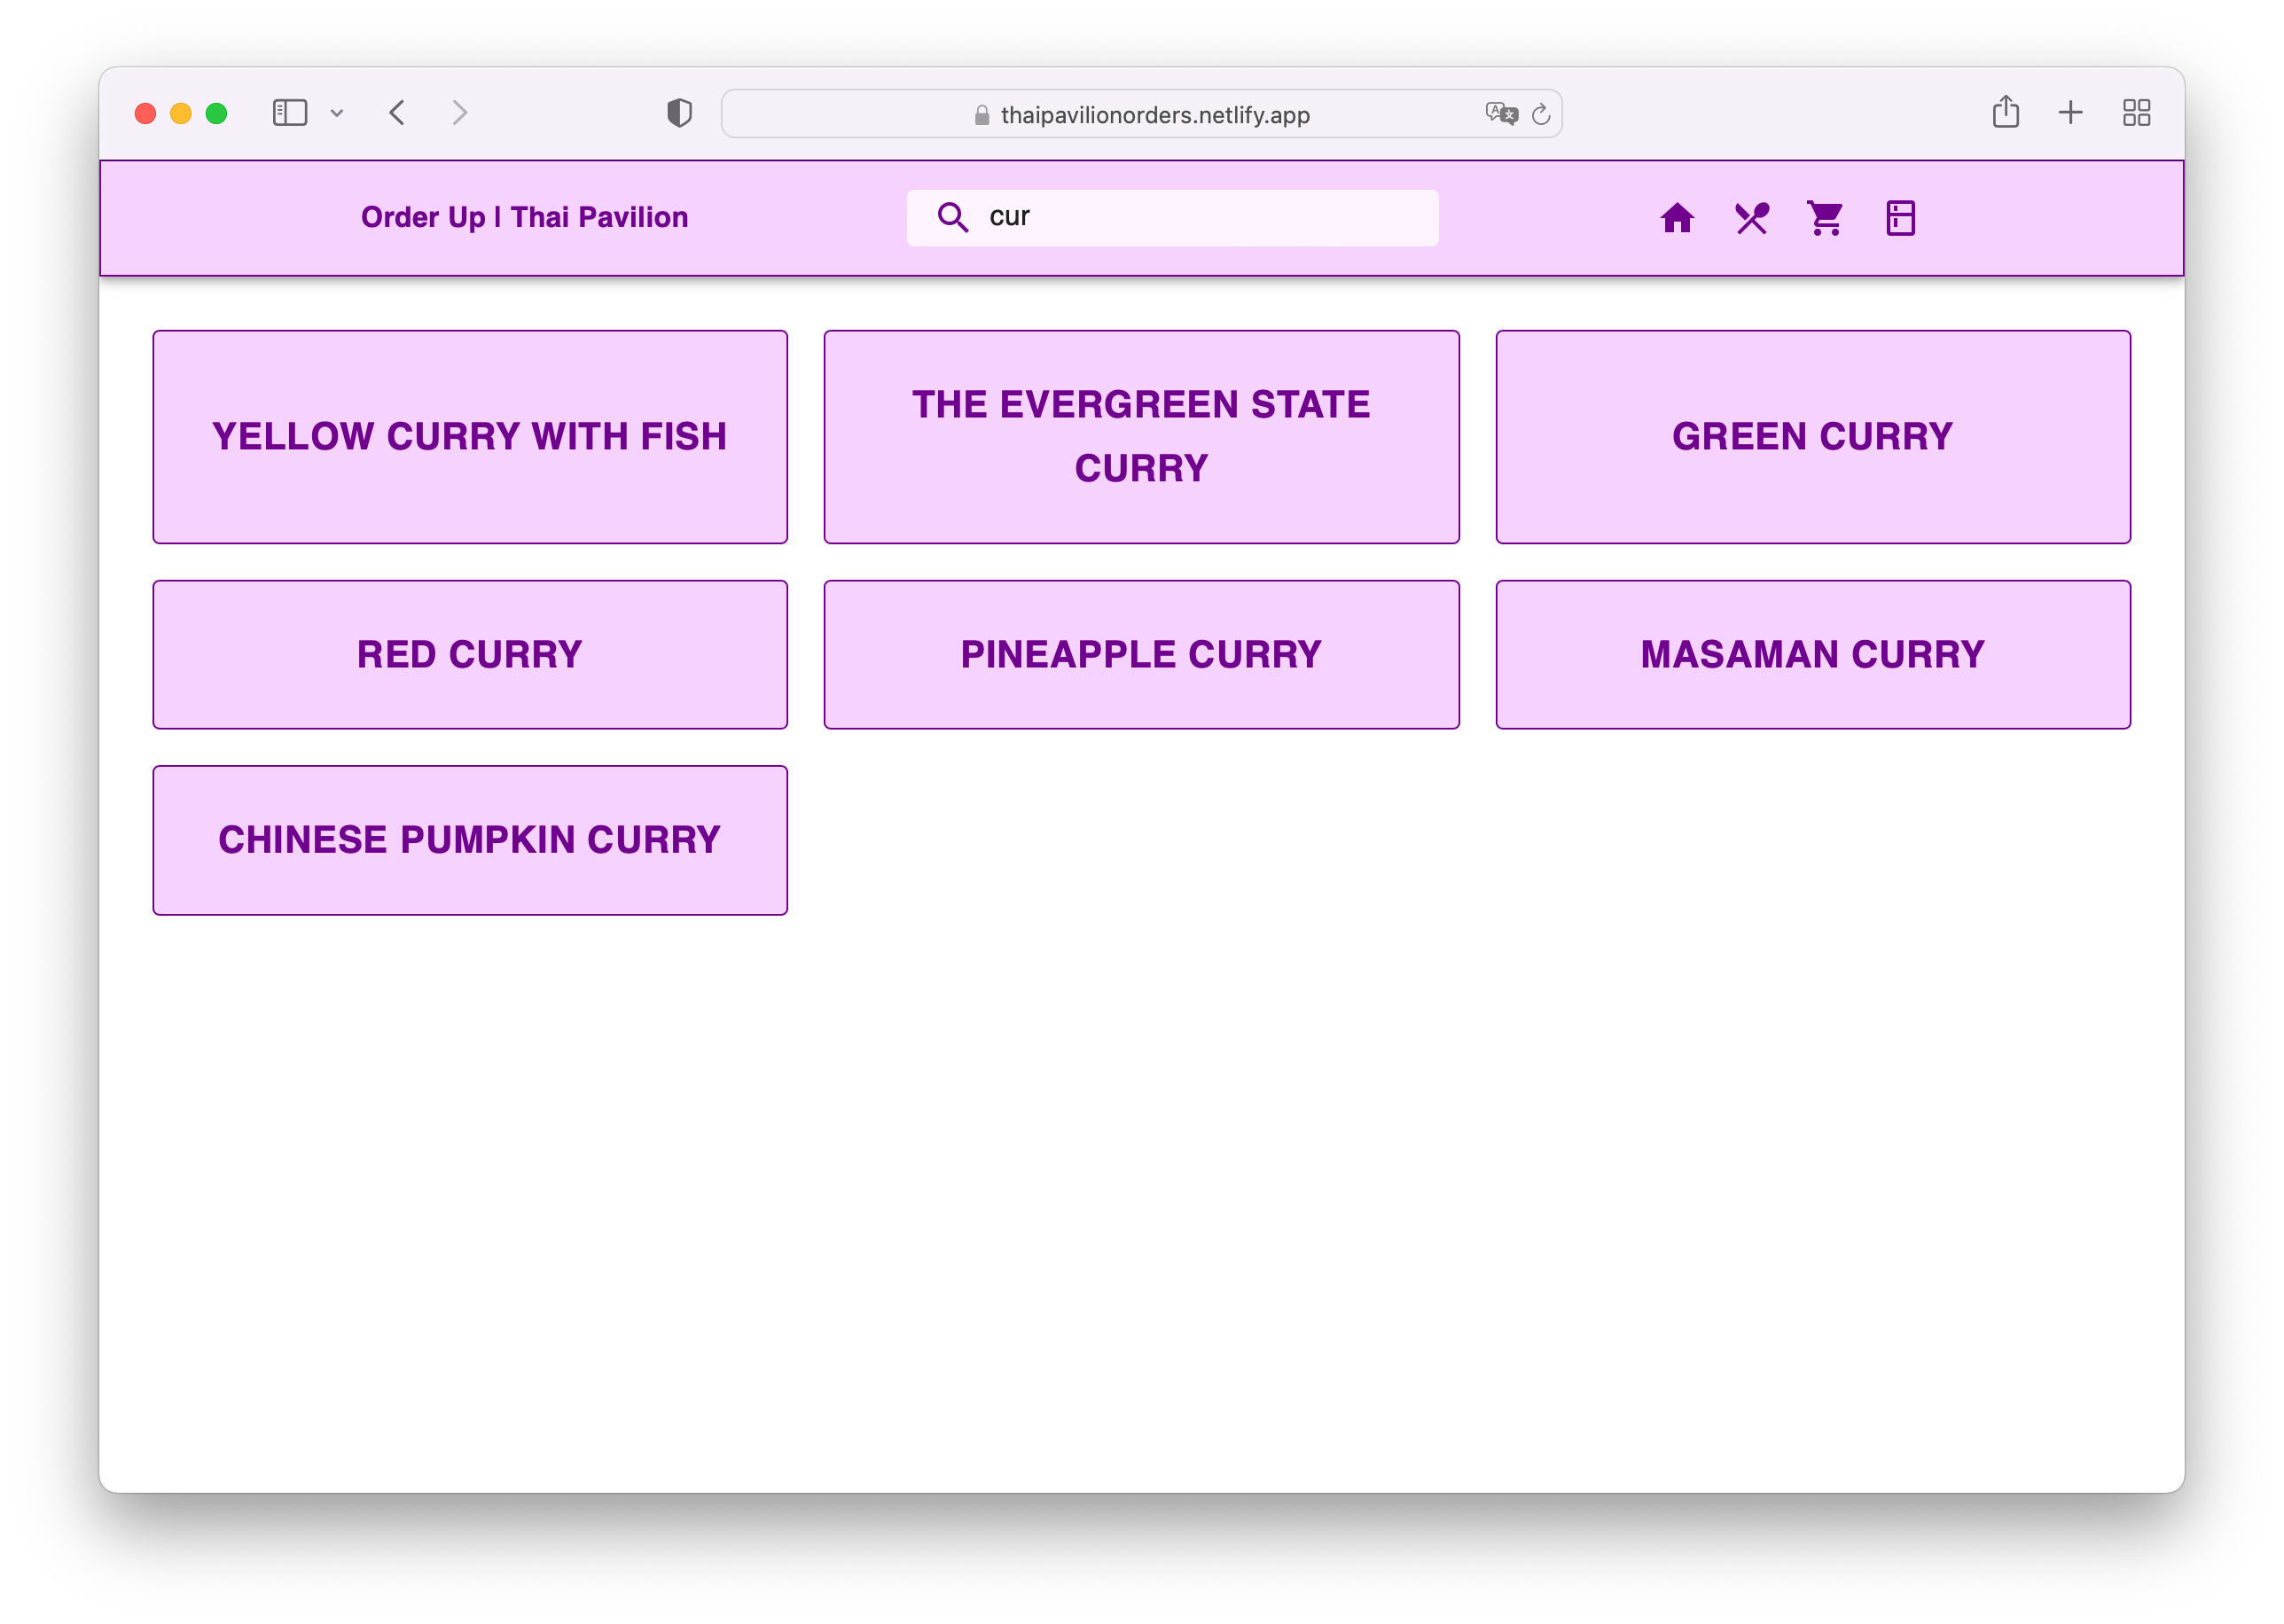 thaipavilionorders.netlify.app
Order Up | Thai Pavilion
cur
YELLOW CURRY WITH FISH
THE EVERGREEN STATE
CURRY
GREEN CURRY
RED CURRY
PINEAPPLE CURRY
MASAMAN CURRY
CHINESE PUMPKIN CURRY